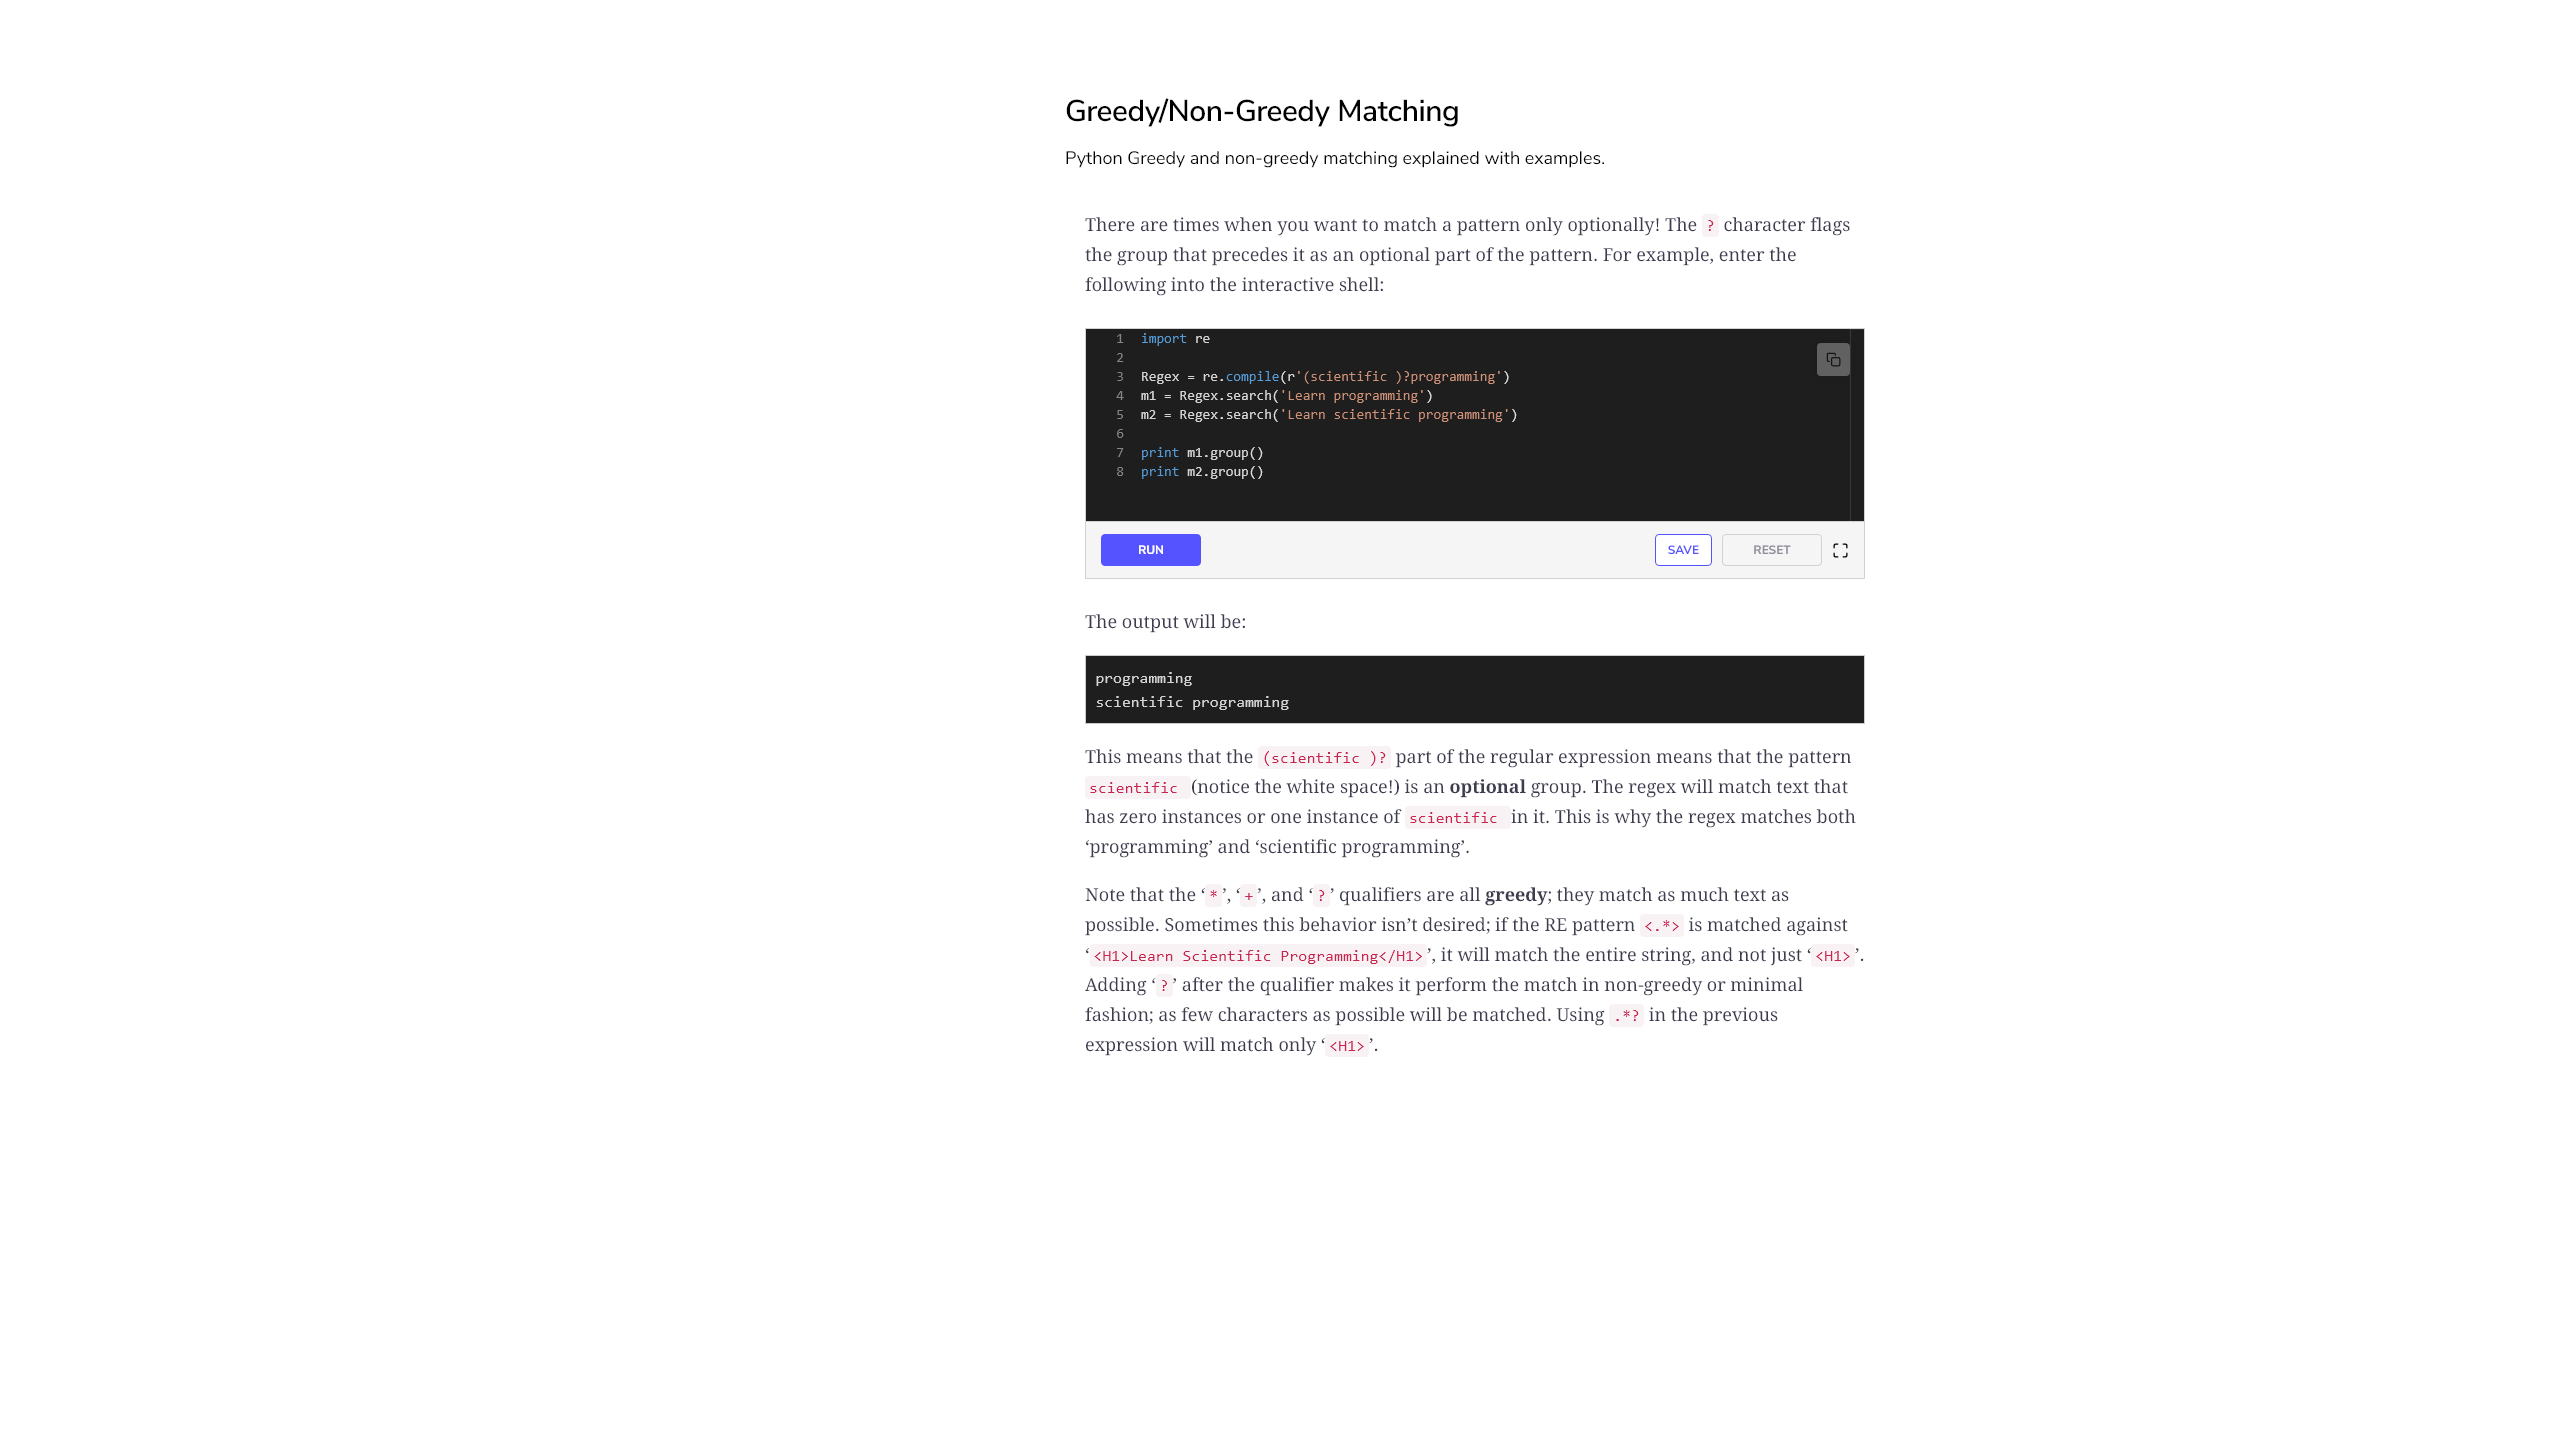 Greedy/Non-Greedy Matching
Python Greedy and non-greedy matching explained with examples.
There are times when you want to match a pattern only optionally! The ? character flags
the group that precedes it as an optional part of the pattern. For example, enter the
following into the interactive shell:
1 import re
2
3 Regex = re.compile(r'(scientific )?programming')
4 m1 = Regex.search('Learn programming')
5 m2 = Regex.search('Learn scientific programming')
6
7 print m1.group()
8 print m2.group()
RUN SAVE RESET
The output will be:
programming
scientific programming
This means that the (scientific )? part of the regular expression means that the pattern
scientific (notice the white space!) is an optional group. The regex will match text that
has zero instances or one instance of scientific in it. This is why the regex matches both
‘programming’ and ‘scientific programming’.
Note that the ‘*’, ‘+’, and ‘?’ qualifiers are all greedy; they match as much text as
possible. Sometimes this behavior isn’t desired; if the RE pattern <.*> is matched against
‘<H1>Learn Scientific Programming</H1>’, it will match the entire string, and not just ‘<H1>’.
Adding ‘?’ after the qualifier makes it perform the match in non-greedy or minimal
fashion; as few characters as possible will be matched. Using .*? in the previous
expression will match only ‘<H1>’.